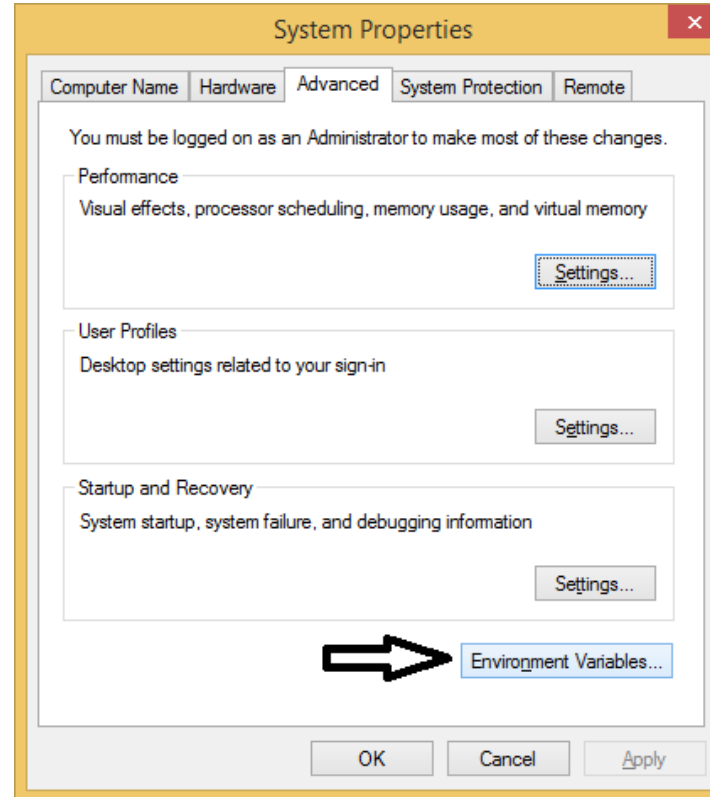 System Properties
Computer Name Hardware Advanced System Protection Remote
You must be logged on as an Administrator to make most of these changes.
Performance
Visual effects, processor scheduling, memory usage, and virtual memory
Settings...
User Profiles
Desktop settings related to your sign-in
Settings...
Startup and Recovery
System startup, system failure, and debugging information
Settings...
Environment Variables...
OK Cancel Apply